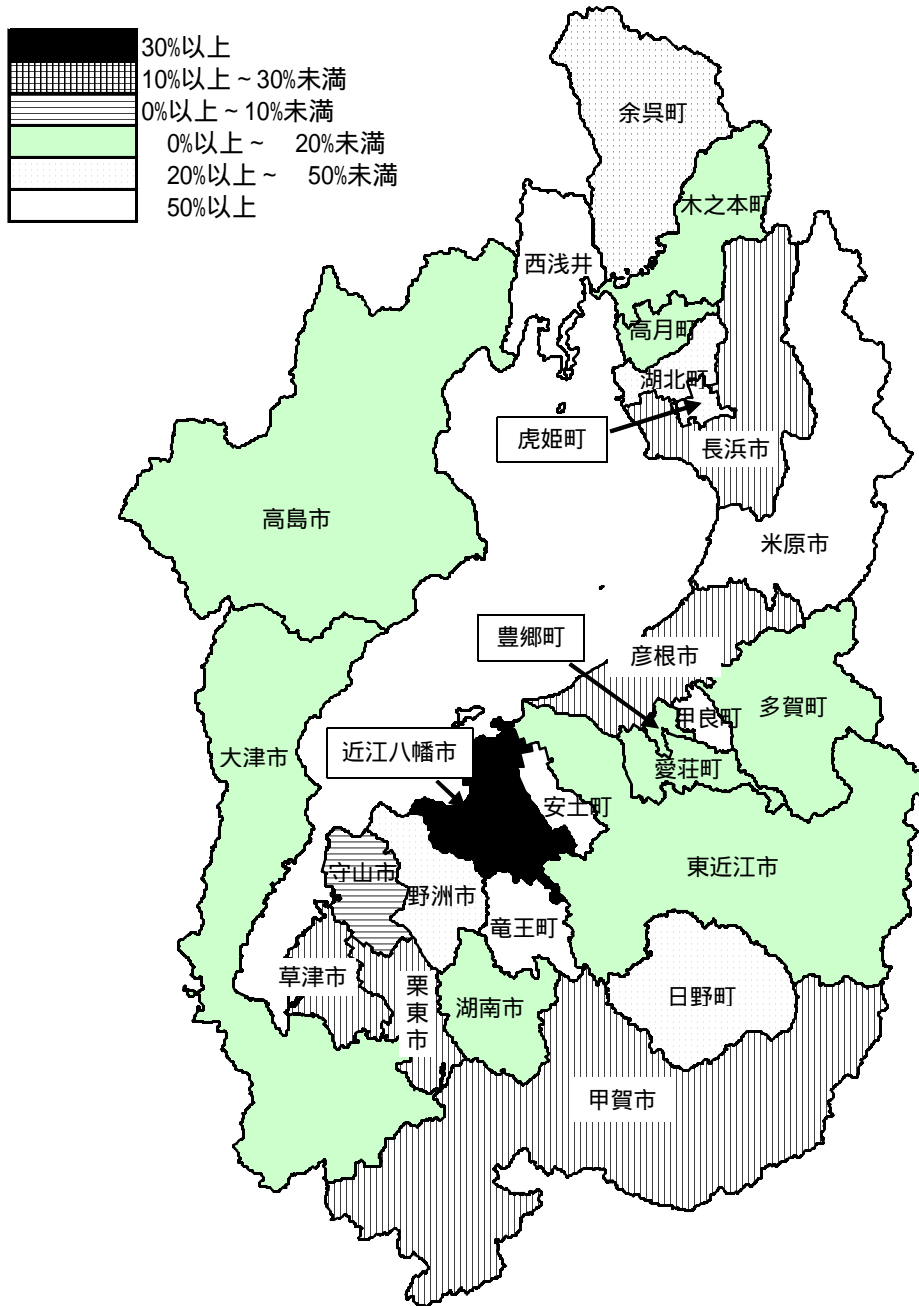 30%以上
10%以上~30%未満
0%以上~10%未満
0%以上~ 20%未満
20%以上~ 50%未満
50%以上
余呉町
木之本町
西浅井
高月町
湖北町
虎姫町
長浜市
高島市
米原市
豊郷町
彦根市
甲良町
多賀町
大津市
近江八幡市
愛荘町
安土町
東近江市
守山市
野洲市
竜王町
草津市
栗東市
湖南市
日野町
甲賀市